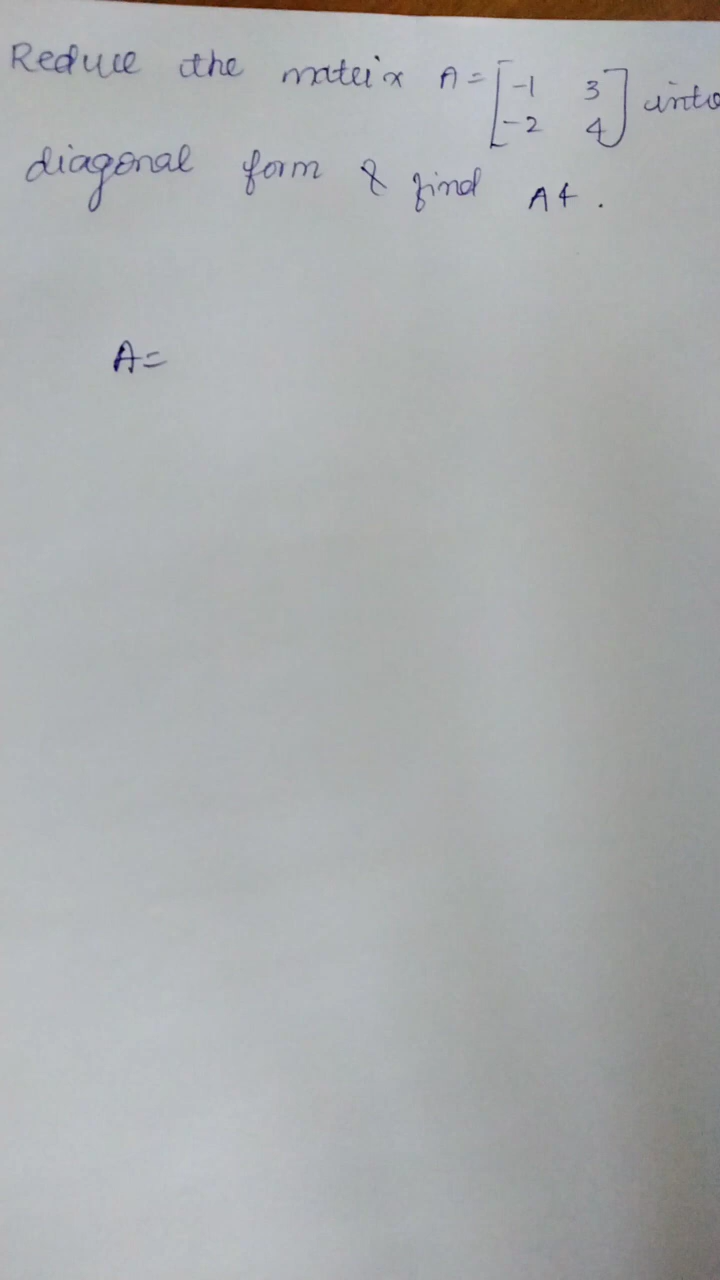 Reduce the matrix A = [-1 3
-2 4] into
diagonal form & find A4.
A=